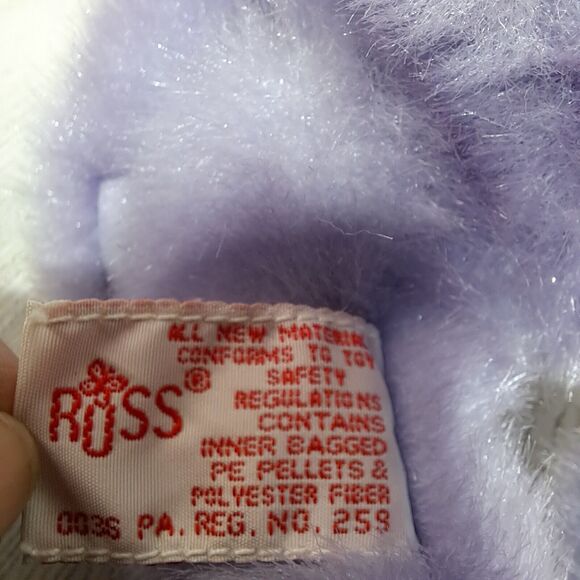 RUSS®
ALL NEW MATERIAL
CONFORMS TO TOY
SAFETY
REGULATIONS
CONTAINS
INNER BAGGED
PE PELLETS &
POLYESTER FIBER
0036 PA. REG. NO. 259